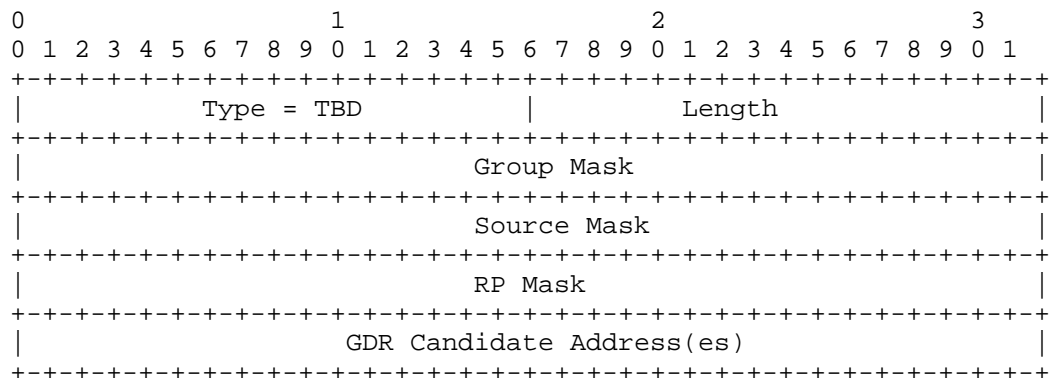 0                   1                   2                   3
0 1 2 3 4 5 6 7 8 9 0 1 2 3 4 5 6 7 8 9 0 1 2 3 4 5 6 7 8 9 0 1
+-+-+-+-+-+-+-+-+-+-+-+-+-+-+-+-+-+-+-+-+-+-+-+-+-+-+-+-+-+-+-+-+
|           Type = TBD          |         Length                |
+-+-+-+-+-+-+-+-+-+-+-+-+-+-+-+-+-+-+-+-+-+-+-+-+-+-+-+-+-+-+-+-+
|                            Group Mask                         |
+-+-+-+-+-+-+-+-+-+-+-+-+-+-+-+-+-+-+-+-+-+-+-+-+-+-+-+-+-+-+-+-+
|                            Source Mask                        |
+-+-+-+-+-+-+-+-+-+-+-+-+-+-+-+-+-+-+-+-+-+-+-+-+-+-+-+-+-+-+-+-+
|                            RP Mask                            |
+-+-+-+-+-+-+-+-+-+-+-+-+-+-+-+-+-+-+-+-+-+-+-+-+-+-+-+-+-+-+-+-+
|                    GDR Candidate Address(es)                  |
+-+-+-+-+-+-+-+-+-+-+-+-+-+-+-+-+-+-+-+-+-+-+-+-+-+-+-+-+-+-+-+-+